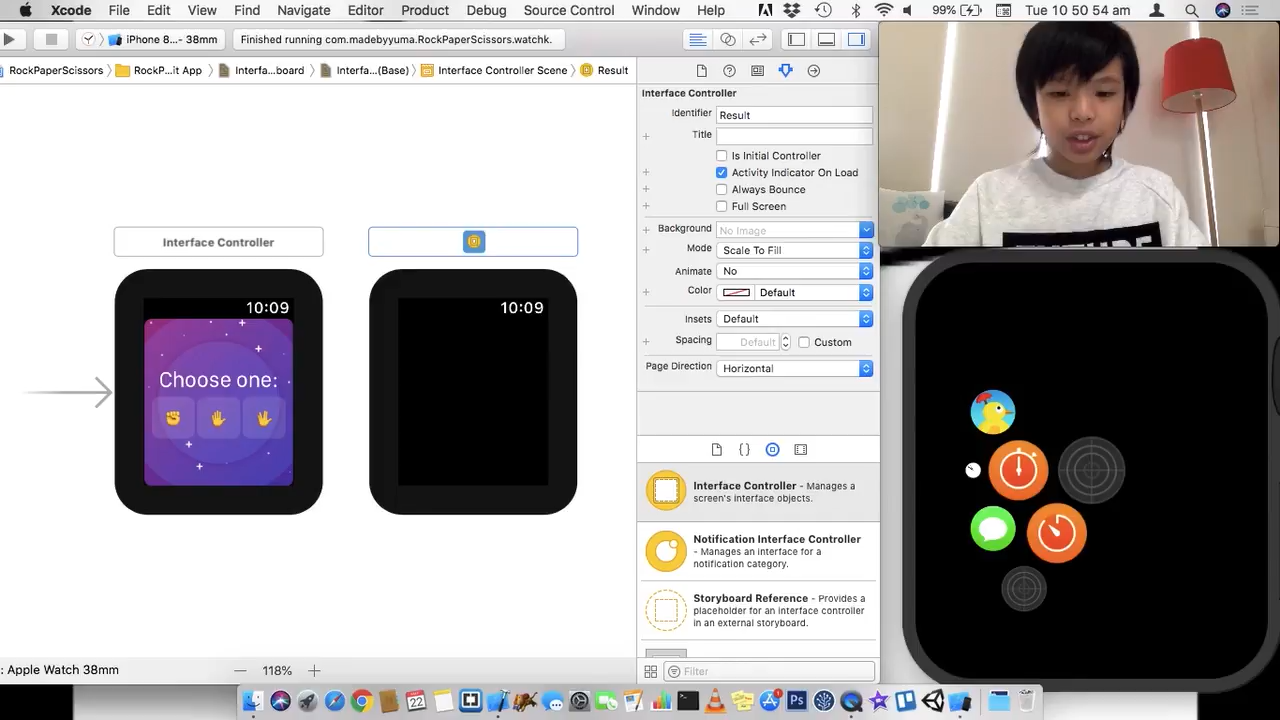 Xcode File Edit View Find Navigate Editor Product Debug Source Control Window Help 99% Tue 10 50 54 am
iPhone 8... - 38mm Finished running com.madebyyuma.RockPaperScissors.watchk.
RockPaperScissors RockP...it App Interfa...board Interfa...(Base) Interface Controller Scene Result
Interface Controller
Identifier Result
Title
Is Initial Controller
Activity Indicator On Load
Always Bounce
Full Screen
Background No Image
Mode Scale To Fill
Animate No
Color Default
Insets Default
Spacing Default Custom
Page Direction Horizontal
Interface Controller
10:09
Choose one:
10:09
Interface Controller - Manages a
screen's interface objects.
Notification Interface Controller
- Manages an interface for a
notification category.
Storyboard Reference - Provides a
placeholder for an interface controller
in an external storyboard.
Filter
: Apple Watch 38mm
118%
22
Ps